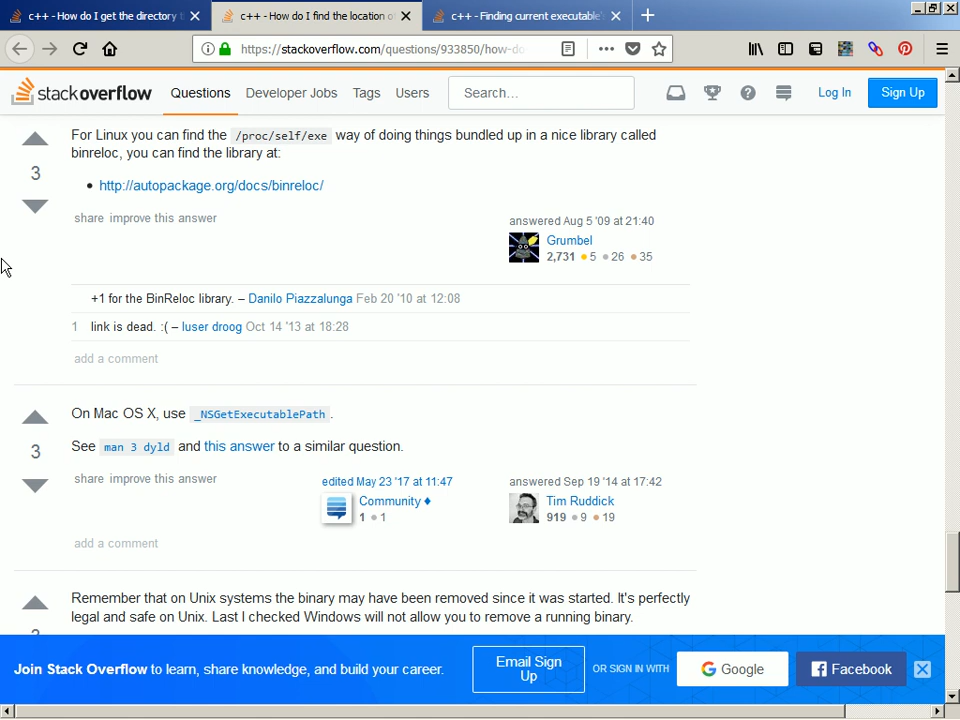 c++ - How do I get the directory t
c++ - How do I find the location o
c++ - Finding current executable's
https://stackoverflow.com/questions/933850/how-do-
stackoverflow Questions Developer Jobs Tags Users Search... Log In Sign Up
For Linux you can find the /proc/self/exe way of doing things bundled up in a nice library called
binreloc, you can find the library at:
3
• http://autopackage.org/docs/binreloc/
share improve this answer
answered Aug 5 '09 at 21:40
Grumbel
2,731 ●5 ●26 ●35
+1 for the BinReloc library. – Danilo Piazzalunga Feb 20 '10 at 12:08
1 link is dead. :( – luser droog Oct 14 '13 at 18:28
add a comment
On Mac OS X, use _NSGetExecutablePath.
3
See man 3 dyld and this answer to a similar question.
share improve this answer
edited May 23 '17 at 11:47
Community ♦
1 ●1
answered Sep 19 '14 at 17:42
Tim Ruddick
919 ●9 ●19
add a comment
Remember that on Unix systems the binary may have been removed since it was started. It's perfectly
legal and safe on Unix. Last I checked Windows will not allow you to remove a running binary.
Join Stack Overflow to learn, share knowledge, and build your career.
Email Sign
Up
OR SIGN IN WITH
Google
Facebook